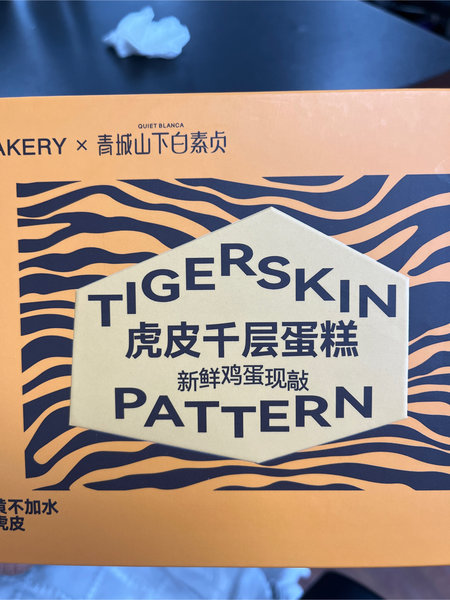 QUIET BLANCA
AKERY × 青城山下白素贞
TIGERSKIN
虎皮千层蛋糕
新鲜鸡蛋现敲
PATTERN
黄不加水
虎皮